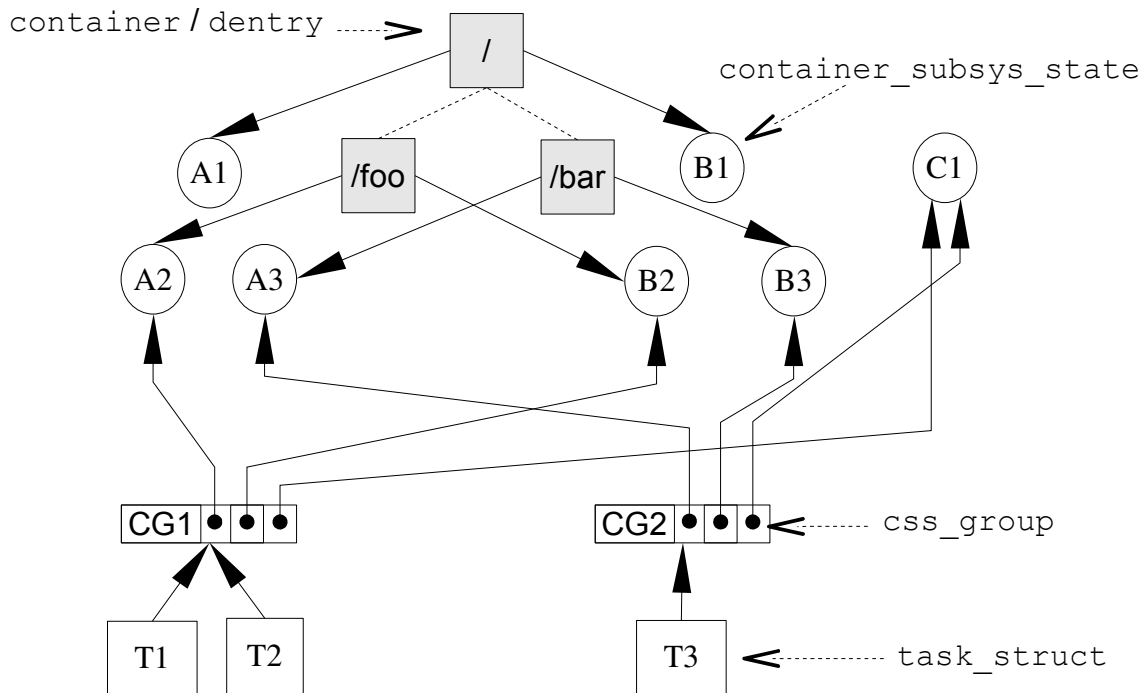 container / dentry
/
container_subsys_state
A1
/foo
/bar
B1
C1
A2
A3
B2
B3
CG1
CG2
css_group
T1
T2
T3
task_struct